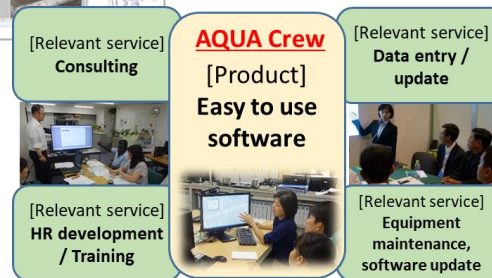 [Relevant service]
Consulting
AQUA Crew
[Product]
Easy to use
software
[Relevant service]
Data entry /
update
[Relevant service]
HR development
/ Training
[Relevant service]
Equipment
maintenance,
software update